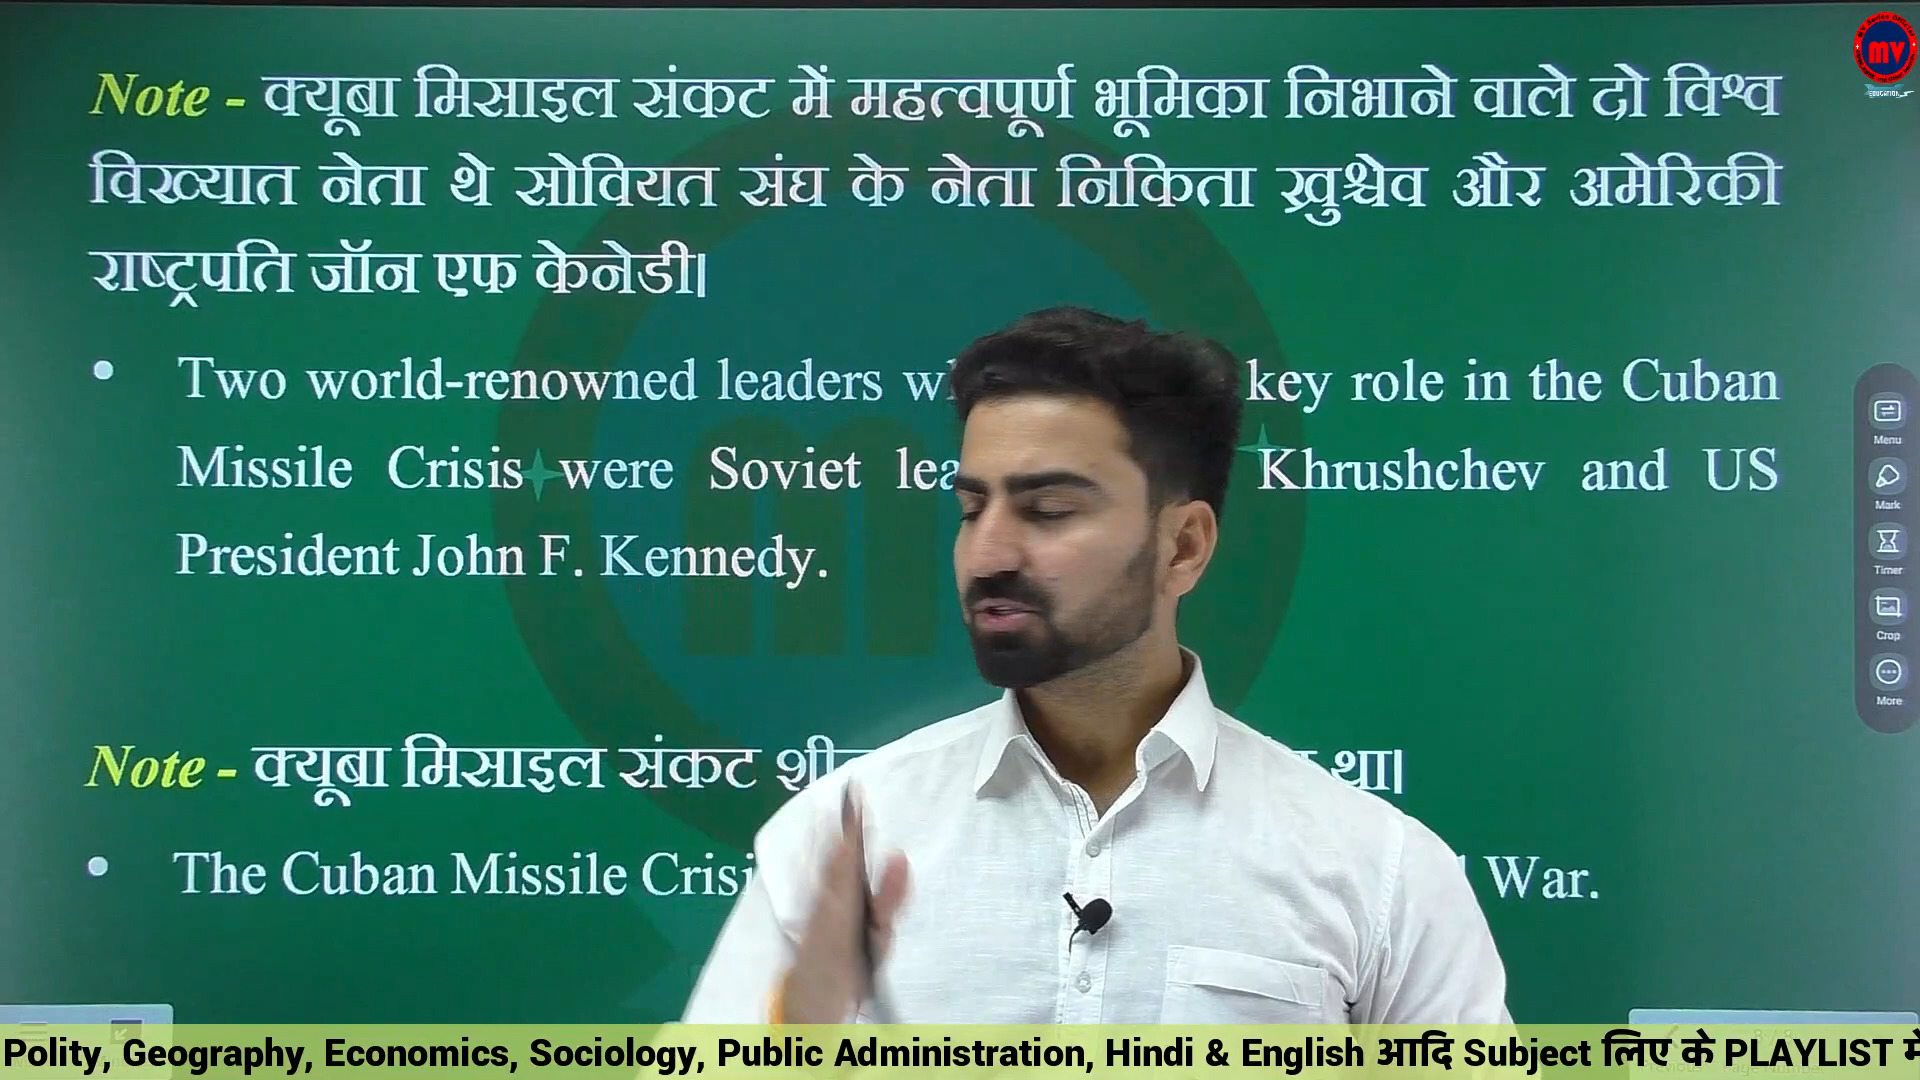 Note - क्यूबा मिसाइल संकट में महत्वपूर्ण भूमिका निभाने वाले दो विश्व
विख्यात नेता थे सोवियत संघ के नेता निकिता ख्रुश्चेव और अमेरिकी
राष्ट्रपति जॉन एफ केनेडी।
• Two world-renowned leaders key role in the Cuban
Missile Crisis were Soviet Khrushchev and US
President John F. Kennedy.
Note - क्यूबा मिसाइल संकट था।
• The Cuban Missile War.
Menu
Mark
Timer
Crop
More
MV
EDUCATION
Polity, Geography, Economics, Sociology, Public Administration, Hindi & English आदि Subject लिए के PLAYLIST में